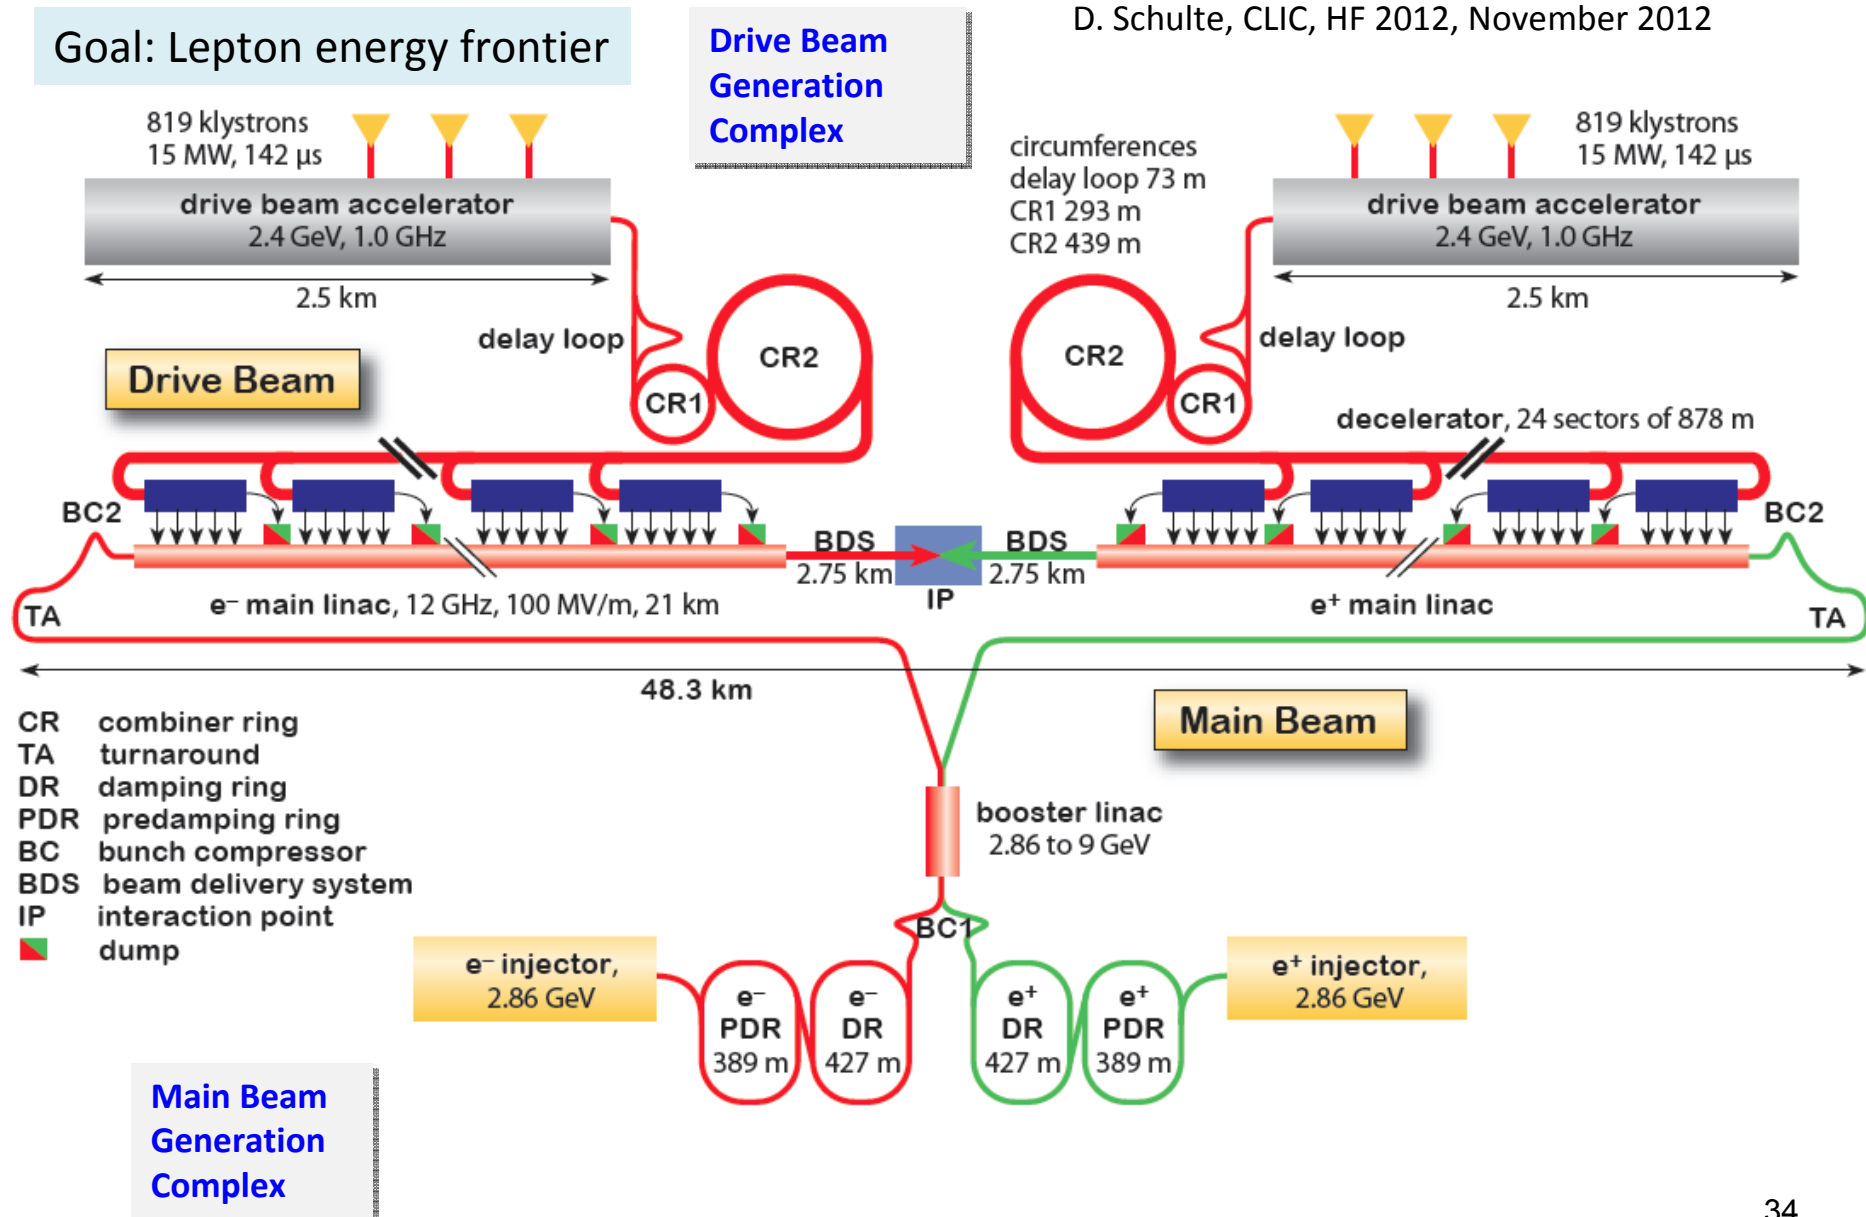 D. Schulte, CLIC, HF 2012, November 2012
Goal: Lepton energy frontier
Drive Beam
Generation
Complex
819 klystrons
15 MW, 142 µs
drive beam accelerator
2.4 GeV, 1.0 GHz
2.5 km
circumferences
delay loop 73 m
CR1 293 m
CR2 439 m
819 klystrons
15 MW, 142 µs
drive beam accelerator
2.4 GeV, 1.0 GHz
2.5 km
delay loop
CR2
CR1
Drive Beam
CR2
CR1
delay loop
decelerator, 24 sectors of 878 m
BC2
BC2
BDS
2.75 km
IP
BDS
2.75 km
TA
e⁻ main linac, 12 GHz, 100 MV/m, 21 km
e⁺ main linac
TA
48.3 km
Main Beam
CR combiner ring
TA turnaround
DR damping ring
PDR predamping ring
BC bunch compressor
BDS beam delivery system
IP interaction point
dump
booster linac
2.86 to 9 GeV
BC1
e⁻ injector,
2.86 GeV
e⁻
PDR
389 m
e⁻
DR
427 m
e⁺
DR
427 m
e⁺
PDR
389 m
e⁺ injector,
2.86 GeV
Main Beam
Generation
Complex
34